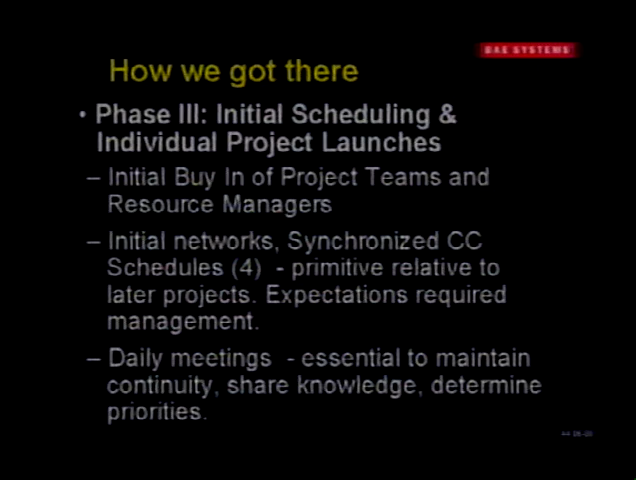 BAE SYSTEMS
How we got there
• Phase III: Initial Scheduling &
Individual Project Launches
– Initial Buy In of Project Teams and
Resource Managers
– Initial networks, Synchronized CC
Schedules (4)  - primitive relative to
later projects. Expectations required
management.
– Daily meetings  - essential to maintain
continuity, share knowledge, determine
priorities.